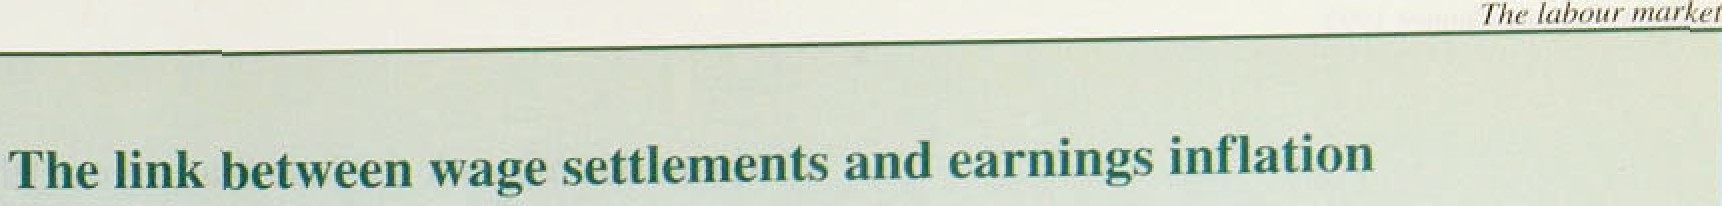 The labour market
The link between wage settlements and earnings inflation